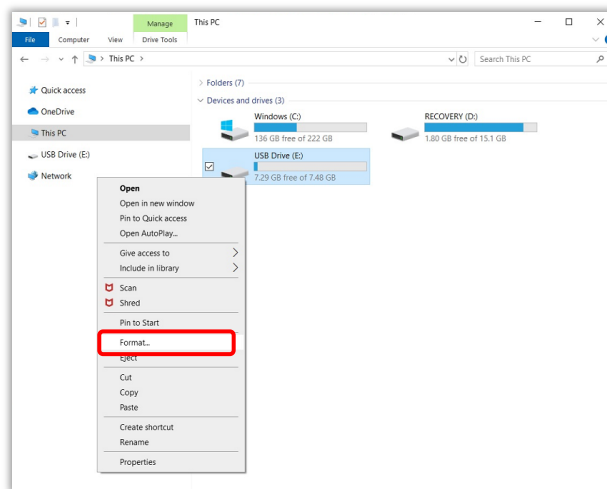 Manage
This PC
File
Computer
View
Drive Tools
This PC
Search This PC
Quick access
OneDrive
This PC
USB Drive (E:)
Network
Folders (7)
Devices and drives (3)
Windows (C:)
136 GB free of 222 GB
RECOVERY (D:)
1.80 GB free of 15.1 GB
USB Drive (E:)
7.29 GB free of 7.48 GB
Open
Open in new window
Pin to Quick access
Open AutoPlay...
Give access to
Include in library
Scan
Shred
Pin to Start
Format...
Eject
Cut
Copy
Paste
Create shortcut
Rename
Properties